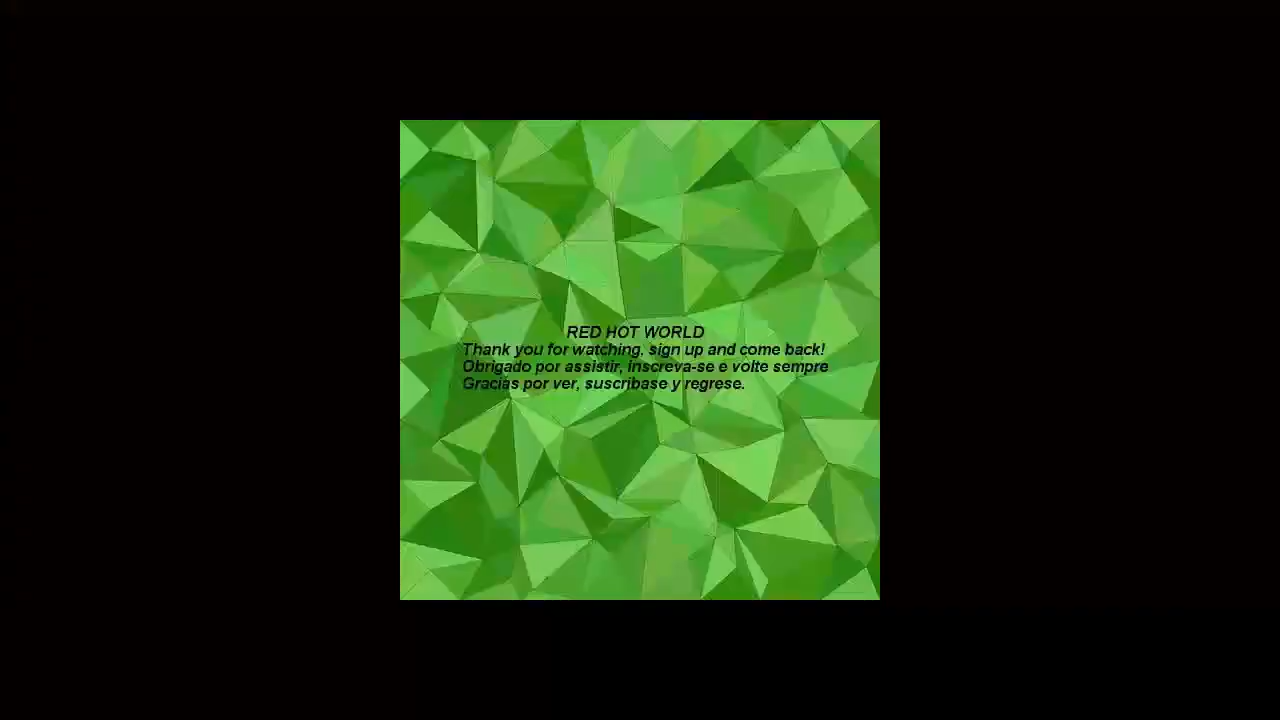 RED HOT WORLD
Thank you for watching, sign up and come back!
Obrigado por assistir, inscreva-se e volte sempre
Gracias por ver, suscribase y regrese.